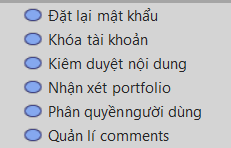 Đặt lại mật khẩu
Khóa tài khoản
Kiêm duyệt nội dung
Nhận xét portfolio
Phân quyềnngười dùng
Quản lí comments